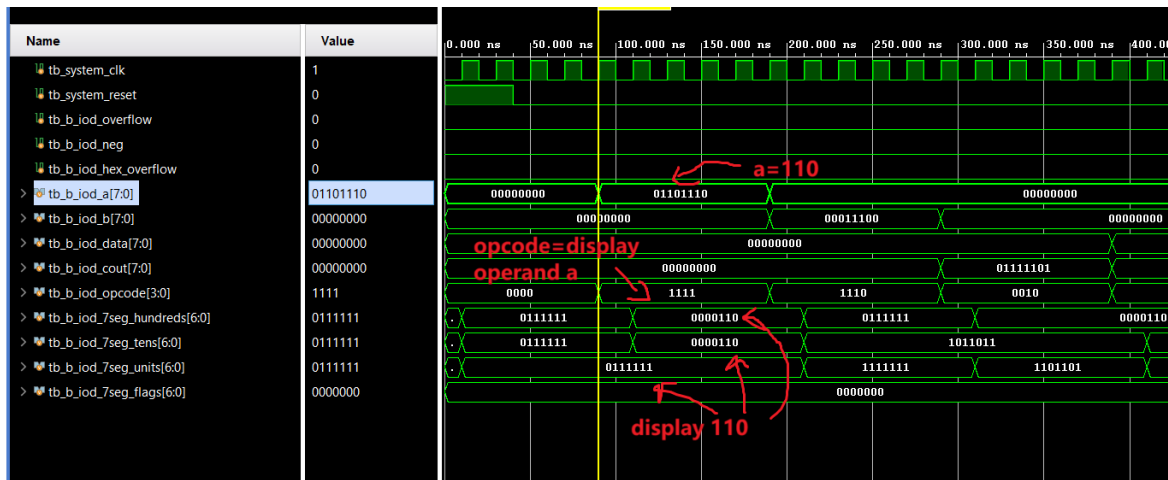 Name Value
0.000 ns 50.000 ns 100.000 ns 150.000 ns 200.000 ns 250.000 ns 300.000 ns 350.000 ns 400.0
tb_system_clk 1
tb_system_reset 0
tb_b_iod_overflow 0
tb_b_iod_neg 0
tb_b_iod_hex_overflow 0
a=110
tb_b_iod_a[7:0] 01101110 00000000 01101110 00000000
tb_b_iod_b[7:0] 00000000 00000000 00011100 00000000
tb_b_iod_data[7:0] 00000000 00000000
opcode=display
operand a
tb_b_iod_cout[7:0] 00000000 00000000 01111101
tb_b_iod_opcode[3:0] 1111 0000 1111 1110 0010
tb_b_iod_7seg_hundreds[6:0] 0111111 . 0111111 0000110 0111111 0000110
tb_b_iod_7seg_tens[6:0] 0111111 . 0111111 0000110 1011011
tb_b_iod_7seg_units[6:0] 0111111 . 0111111 1111111 1101101
tb_b_iod_7seg_flags[6:0] 0000000 0000000
display 110